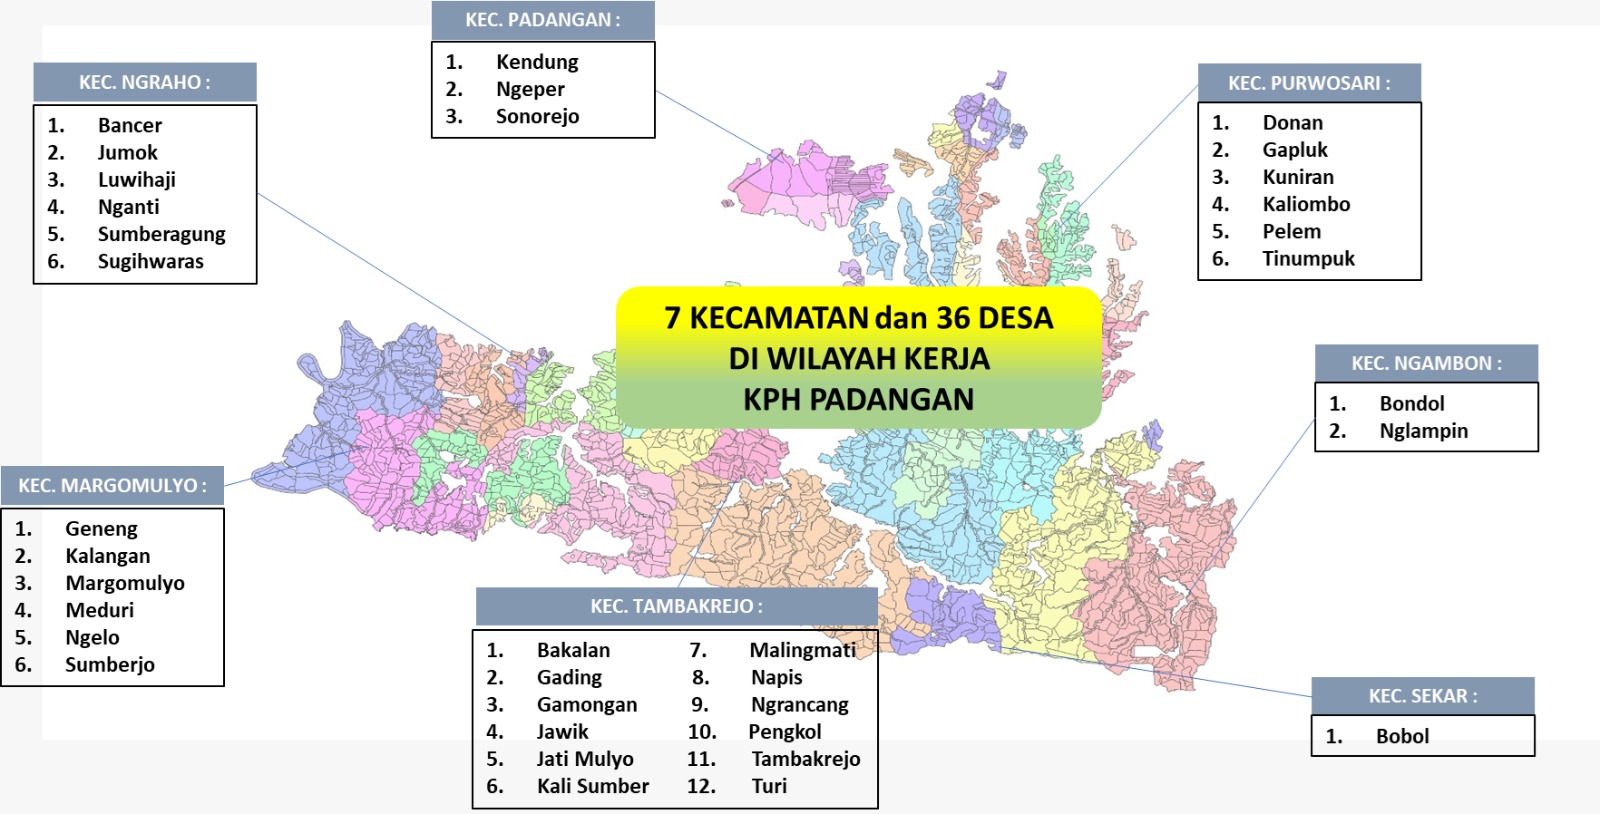 KEC. PADANGAN :
1. Kendung
2. Ngeper
3. Sonorejo
KEC. NGRAHO :
1. Bancer
2. Jumok
3. Luwihaji
4. Nganti
5. Sumberagung
6. Sugihwaras
KEC. PURWOSARI :
1. Donan
2. Gapluk
3. Kuniran
4. Kaliombo
5. Pelem
6. Tinumpuk
7 KECAMATAN dan 36 DESA
DI WILAYAH KERJA
KPH PADANGAN
KEC. NGAMBON :
1. Bondol
2. Nglampin
KEC. MARGOMULYO :
1. Geneng
2. Kalangan
3. Margomulyo
4. Meduri
5. Ngelo
6. Sumberjo
KEC. TAMBAKREJO :
1. Bakalan
2. Gading
3. Gamongan
4. Jawik
5. Jati Mulyo
6. Kali Sumber
7. Malingmati
8. Napis
9. Ngrancang
10. Pengkol
11. Tambakrejo
12. Turi
KEC. SEKAR :
1. Bobol